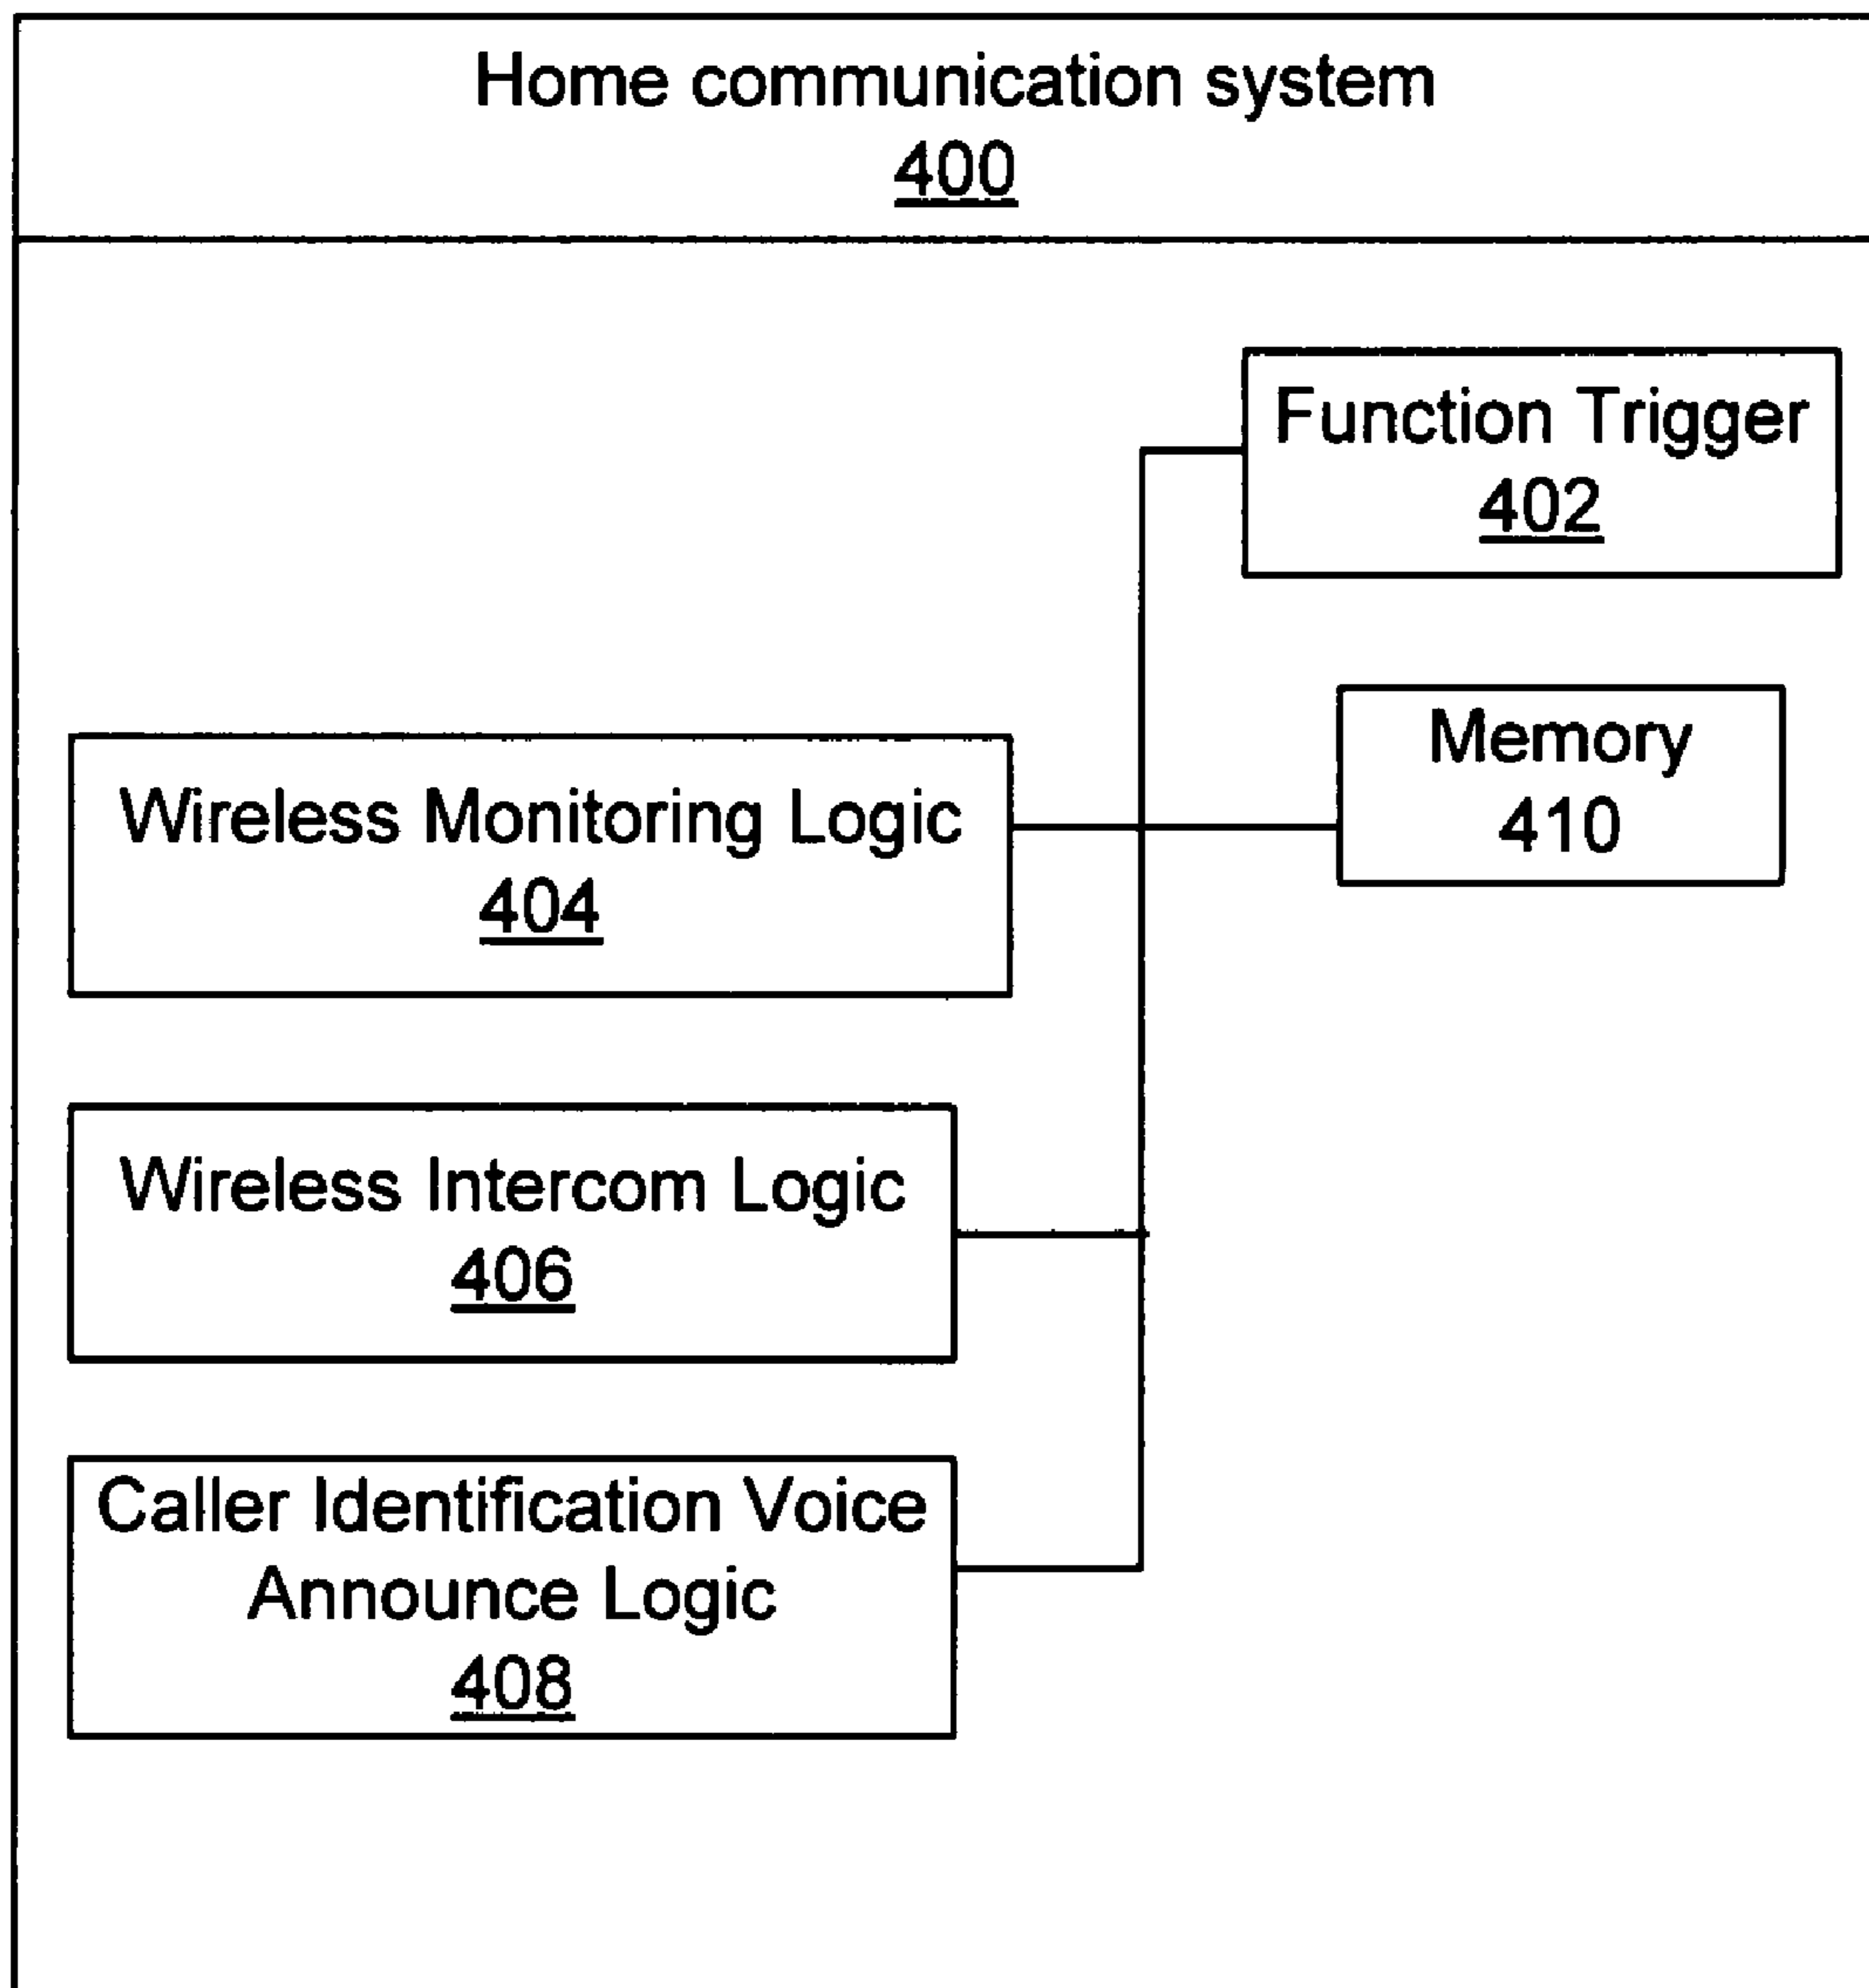 Home communication system
400
Function Trigger
402
Memory
410
Wireless Monitoring Logic
404
Wireless Intercom Logic
406
Caller Identification Voice
Announce Logic
408